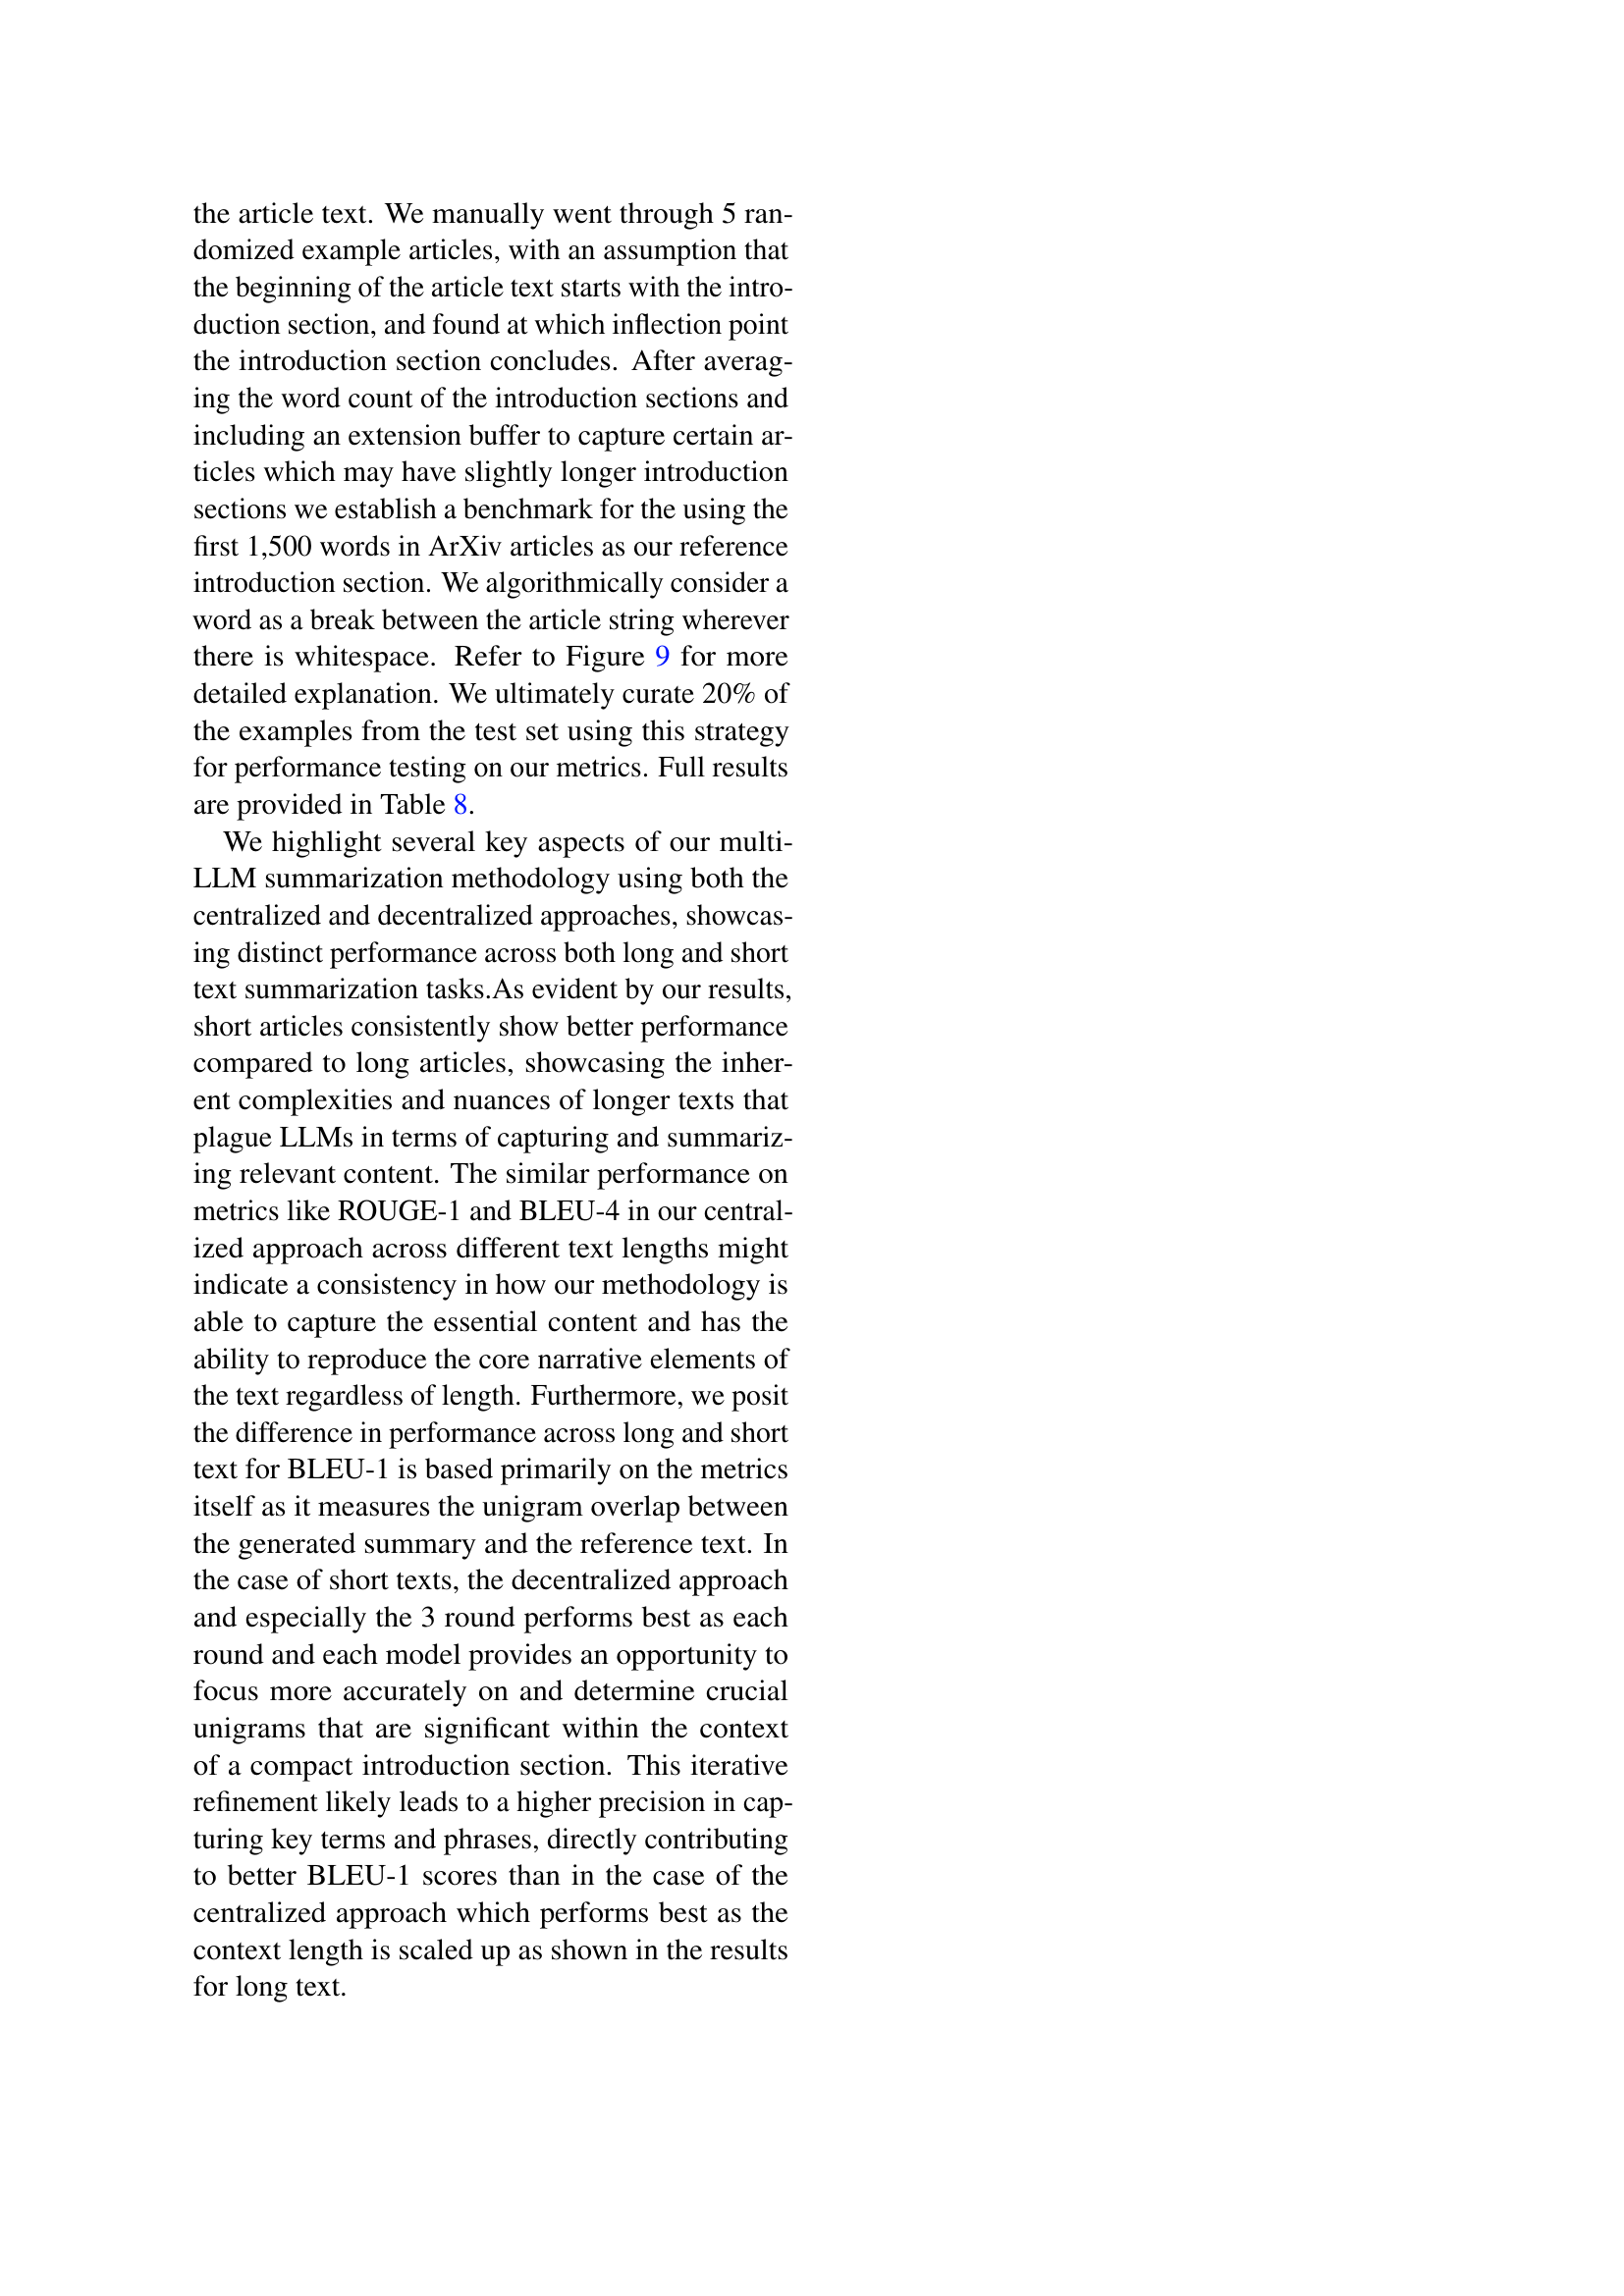 the article text. We manually went through 5 ran-
domized example articles, with an assumption that
the beginning of the article text starts with the intro-
duction section, and found at which inflection point
the introduction section concludes. After averag-
ing the word count of the introduction sections and
including an extension buffer to capture certain ar-
ticles which may have slightly longer introduction
sections we establish a benchmark for the using the
first 1,500 words in ArXiv articles as our reference
introduction section. We algorithmically consider a
word as a break between the article string wherever
there is whitespace. Refer to Figure 9 for more
detailed explanation. We ultimately curate 20% of
the examples from the test set using this strategy
for performance testing on our metrics. Full results
are provided in Table 8.
We highlight several key aspects of our multi-
LLM summarization methodology using both the
centralized and decentralized approaches, showcas-
ing distinct performance across both long and short
text summarization tasks.As evident by our results,
short articles consistently show better performance
compared to long articles, showcasing the inher-
ent complexities and nuances of longer texts that
plague LLMs in terms of capturing and summariz-
ing relevant content. The similar performance on
metrics like ROUGE-1 and BLEU-4 in our central-
ized approach across different text lengths might
indicate a consistency in how our methodology is
able to capture the essential content and has the
ability to reproduce the core narrative elements of
the text regardless of length. Furthermore, we posit
the difference in performance across long and short
text for BLEU-1 is based primarily on the metrics
itself as it measures the unigram overlap between
the generated summary and the reference text. In
the case of short texts, the decentralized approach
and especially the 3 round performs best as each
round and each model provides an opportunity to
focus more accurately on and determine crucial
unigrams that are significant within the context
of a compact introduction section. This iterative
refinement likely leads to a higher precision in cap-
turing key terms and phrases, directly contributing
to better BLEU-1 scores than in the case of the
centralized approach which performs best as the
context length is scaled up as shown in the results
for long text.